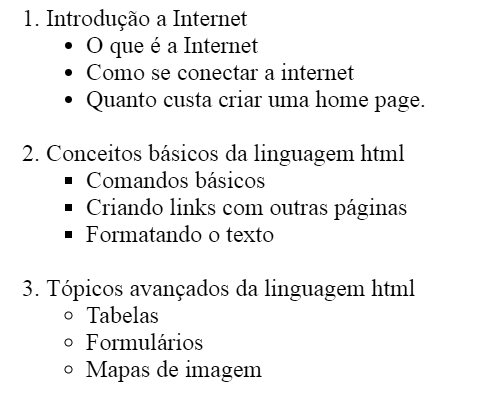 1. Introdução a Internet
• O que é a Internet
• Como se conectar a internet
• Quanto custa criar uma home page.
2. Conceitos básicos da linguagem html
▪ Comandos básicos
▪ Criando links com outras páginas
▪ Formatando o texto
3. Tópicos avançados da linguagem html
◦ Tabelas
◦ Formulários
◦ Mapas de imagem